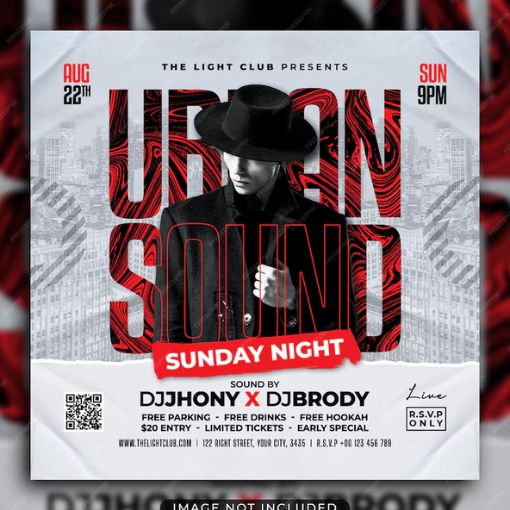 THE LIGHT CLUB PRESENTS
AUG
22TH
SUN
9PM
URBAN
SOUND
SUNDAY NIGHT
SOUND BY
DJJHONY X DJBRODY
FREE PARKING - FREE DRINKS - FREE HOOKAH
$20 ENTRY - LIMITED TICKETS - EARLY SPECIAL
Live
R.S.V.P
ONLY
WWW.THELIGHTCLUB.COM | 122 RIGHT STREET, YOUR CITY, 3435 | R.S.V.P +00 123 456 789
DJJHONY X DJBRODY
IMAGE NOT INCLUDED